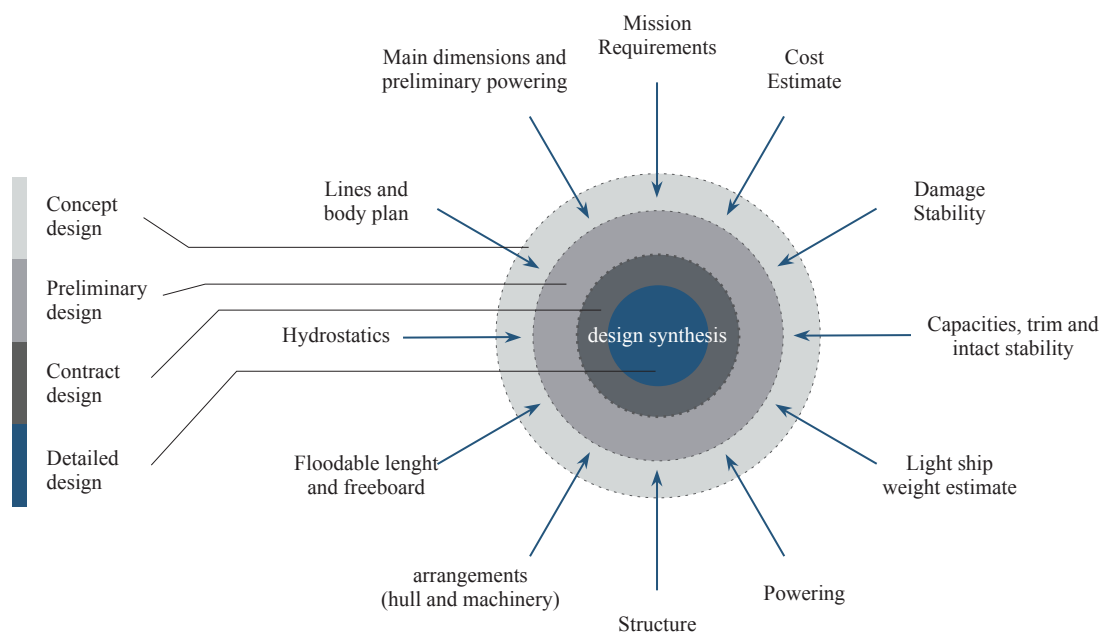 Mission
Requirements
Main dimensions and
preliminary powering
Cost
Estimate
Lines and
body plan
Damage
Stability
Concept
design
Preliminary
design
Hydrostatics
design synthesis
Capacities, trim and
intact stability
Contract
design
Detailed
design
Floodable lenght
and freeboard
Light ship
weight estimate
arrangements
(hull and machinery)
Powering
Structure